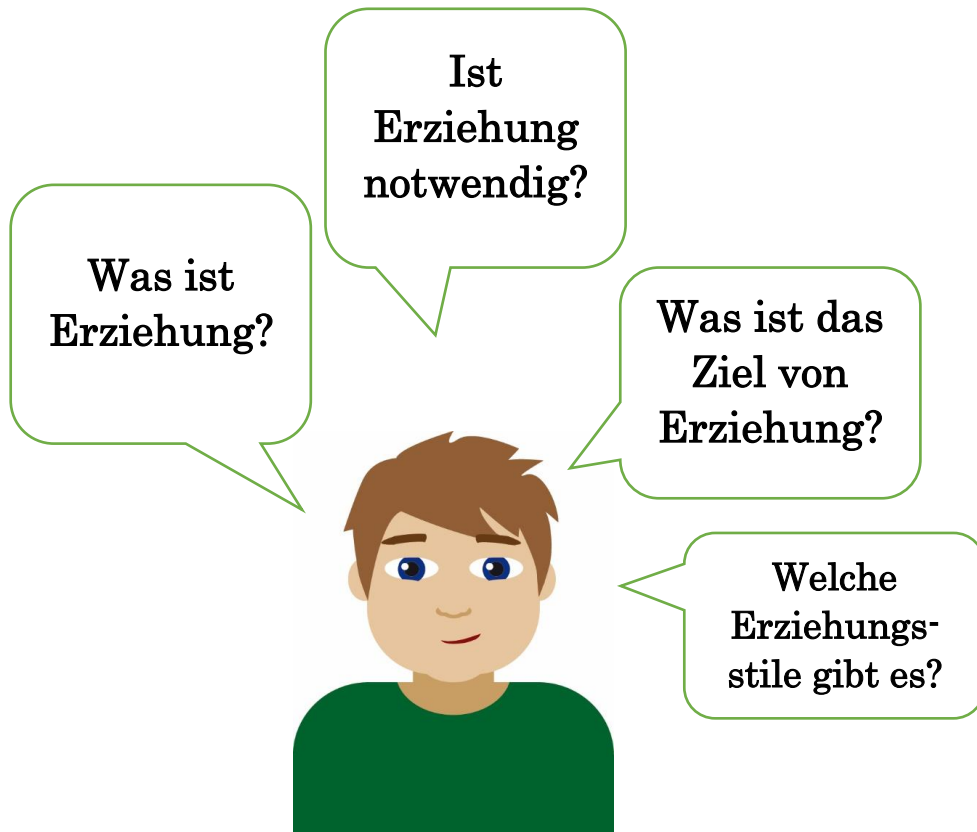 Ist
Erziehung
notwendig?
Was ist
Erziehung?
Was ist das
Ziel von
Erziehung?
Welche
Erziehungs-
stile gibt es?